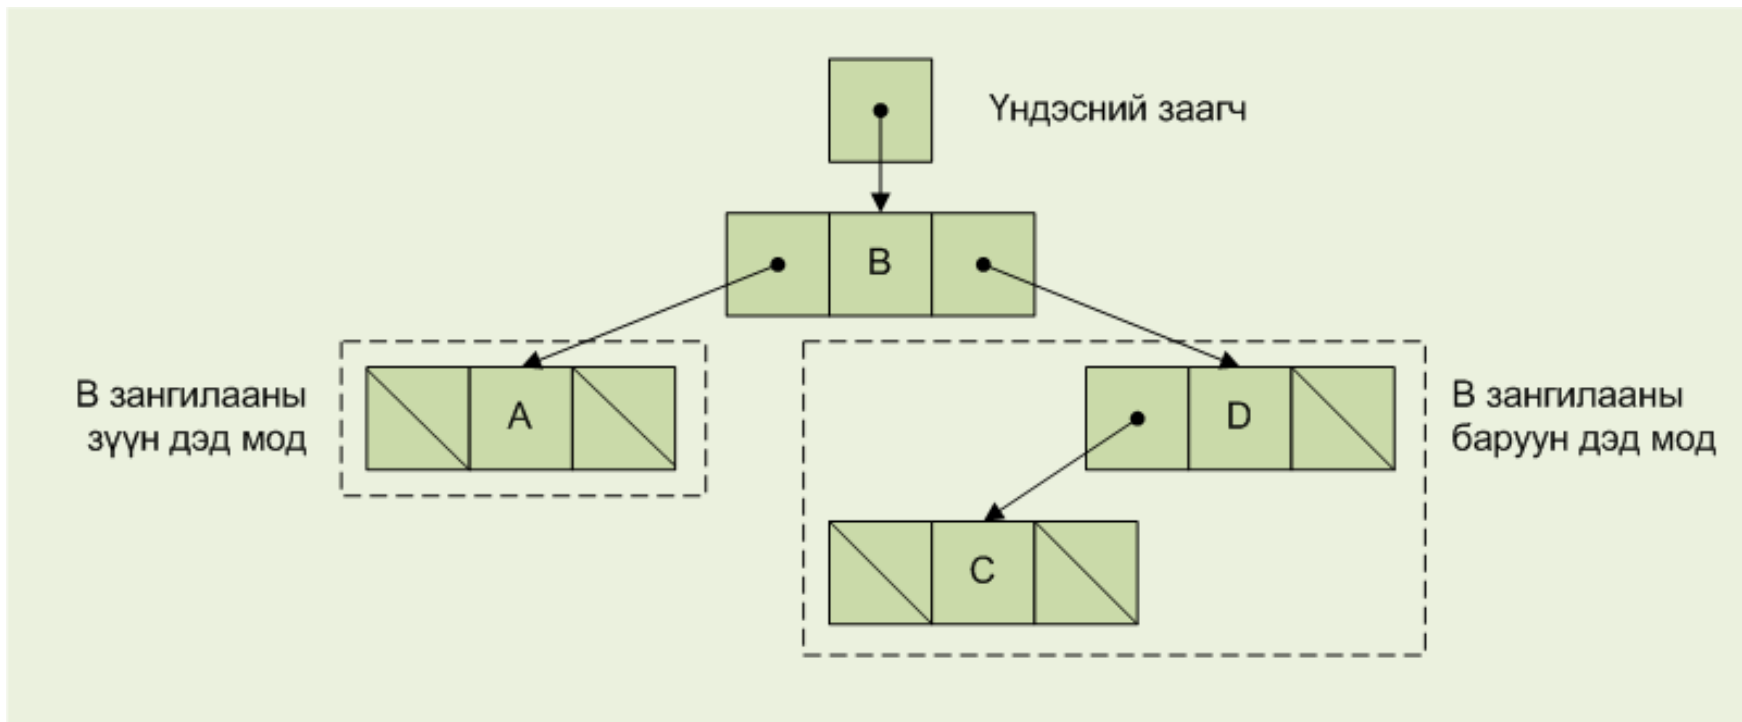 Үндэсний заагч
B
В зангилааны
зүүн дэд мод
A
D
В зангилааны
баруун дэд мод
C